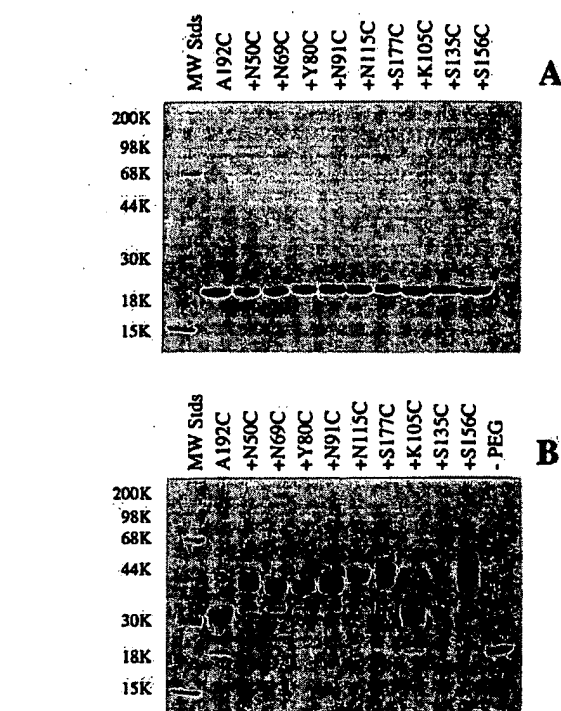 MW Stds
A192C
+N50C
+N69C
+Y80C
+N91C
+N115C
+S177C
+K105C
+S135C
+S156C
A
200K
98K
68K
44K
30K
18K
15K
MW Stds
A192C
+N50C
+N69C
+Y80C
+N91C
+N115C
+S177C
+K105C
+S135C
+S156C
- PEG
B
200K
98K
68K
44K
30K
18K
15K